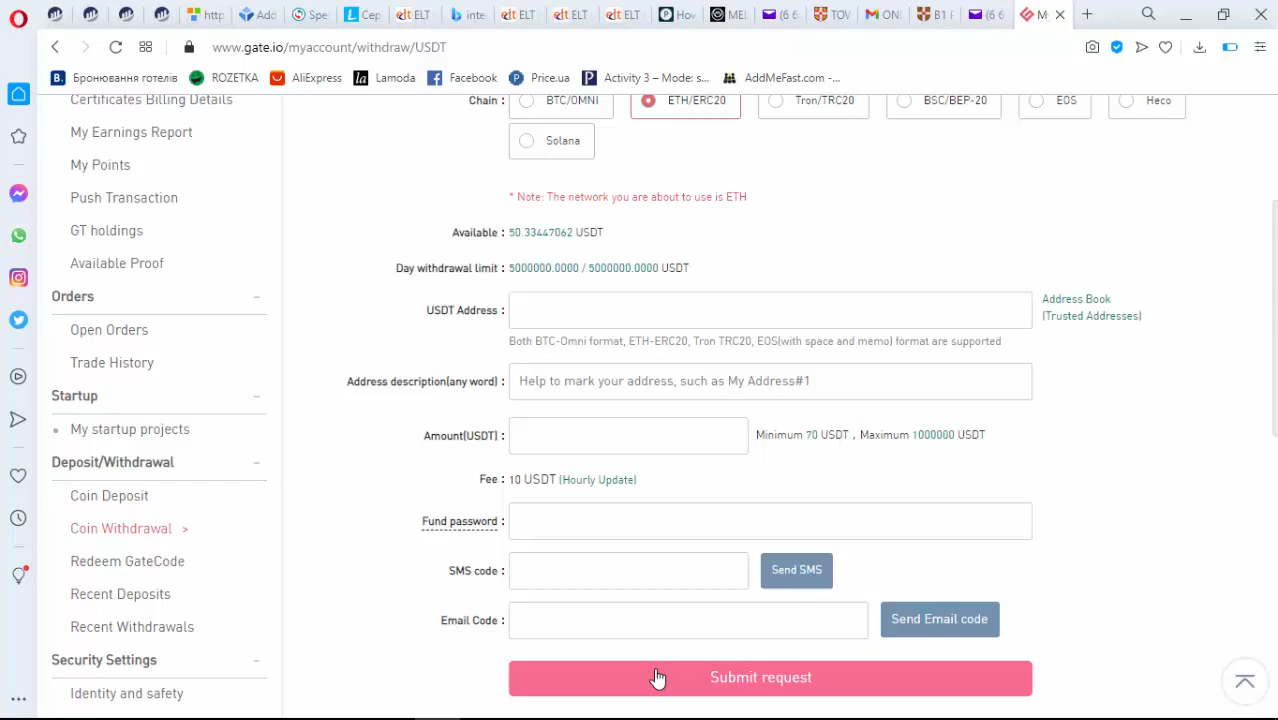 http
Add
Spe
Сер
ELT
inte
ELT
ELT
ELT
Hov
MEI
(6 6
TOV
ONI
B1 F
(6 6
M
www.gate.io/myaccount/withdraw/USDT
Бронювання готелів
ROZETKA
AliExpress
Lamoda
Facebook
Price.ua
Activity 3 – Mode: s...
AddMeFast.com -...
Certificates Billing Details
My Earnings Report
My Points
Push Transaction
GT holdings
Available Proof
Orders
Open Orders
Trade History
Startup
My startup projects
Deposit/Withdrawal
Coin Deposit
Coin Withdrawal >
Redeem GateCode
Recent Deposits
Recent Withdrawals
Security Settings
Identity and safety
Chain :
BTC/OMNI
ETH/ERC20
Tron/TRC20
BSC/BEP-20
EOS
Heco
Solana
* Note: The network you are about to use is ETH
Available : 50.33447062 USDT
Day withdrawal limit : 5000000.0000 / 5000000.0000 USDT
USDT Address :
Address Book
(Trusted Addresses)
Both BTC-Omni format, ETH-ERC20, Tron TRC20, EOS(with space and memo) format are supported
Address description(any word) : Help to mark your address, such as My Address#1
Amount(USDT) :
Minimum 70 USDT , Maximum 1000000 USDT
Fee : 10 USDT (Hourly Update)
Fund password :
SMS code :
Send SMS
Email Code :
Send Email code
Submit request